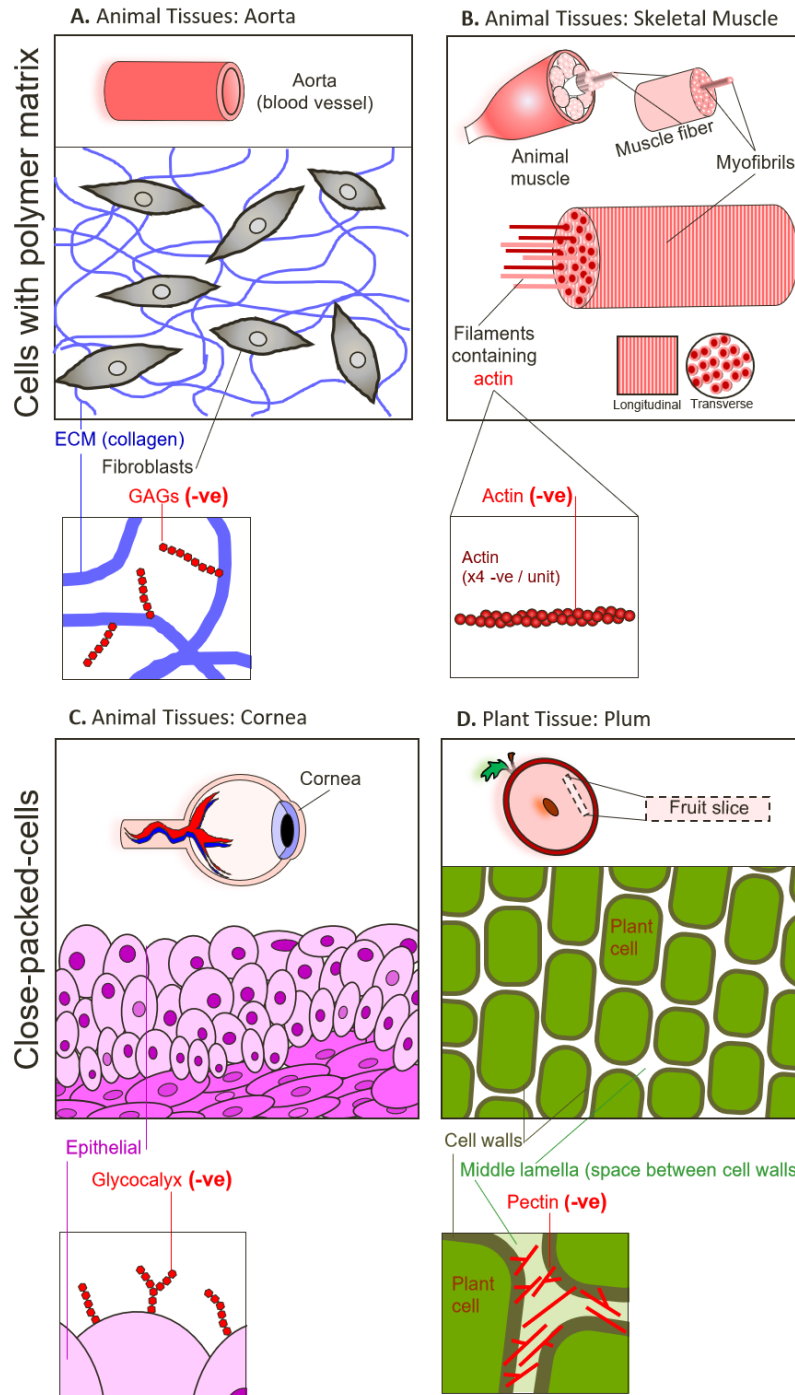 A. Animal Tissues: Aorta
Aorta
(blood vessel)
Cells with polymer matrix
ECM (collagen)
Fibroblasts
GAGs (-ve)
B. Animal Tissues: Skeletal Muscle
Animal
muscle
Muscle fiber
Myofibrils
Filaments
containing
actin
Longitudinal
Transverse
Actin (-ve)
Actin
(x4 -ve / unit)
C. Animal Tissues: Cornea
Cornea
Close-packed-cells
Epithelial
Glycocalyx (-ve)
D. Plant Tissue: Plum
Fruit slice
Plant
cell
Cell walls
Middle lamella (space between cell walls
Pectin (-ve)
Plant
cell